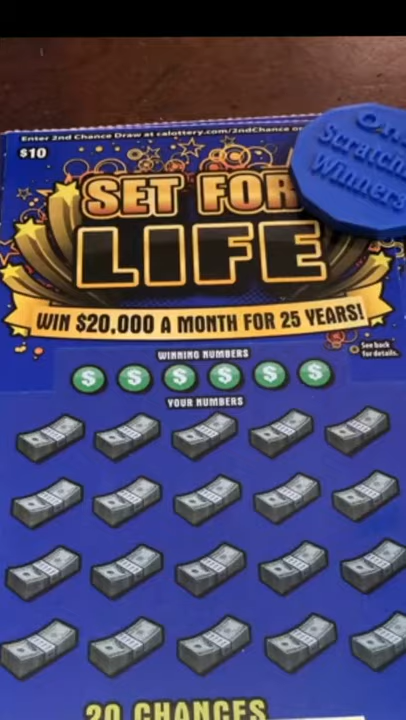 Enter 2nd Chance Draw at calottery.com/2ndChance or
$10
Scratch
Winners
SET FOR
LIFE
WIN $20,000 A MONTH FOR 25 YEARS!
See back
for details.
WINNING NUMBERS
$ $ $ $ $ $
YOUR NUMBERS
20 CHANCES